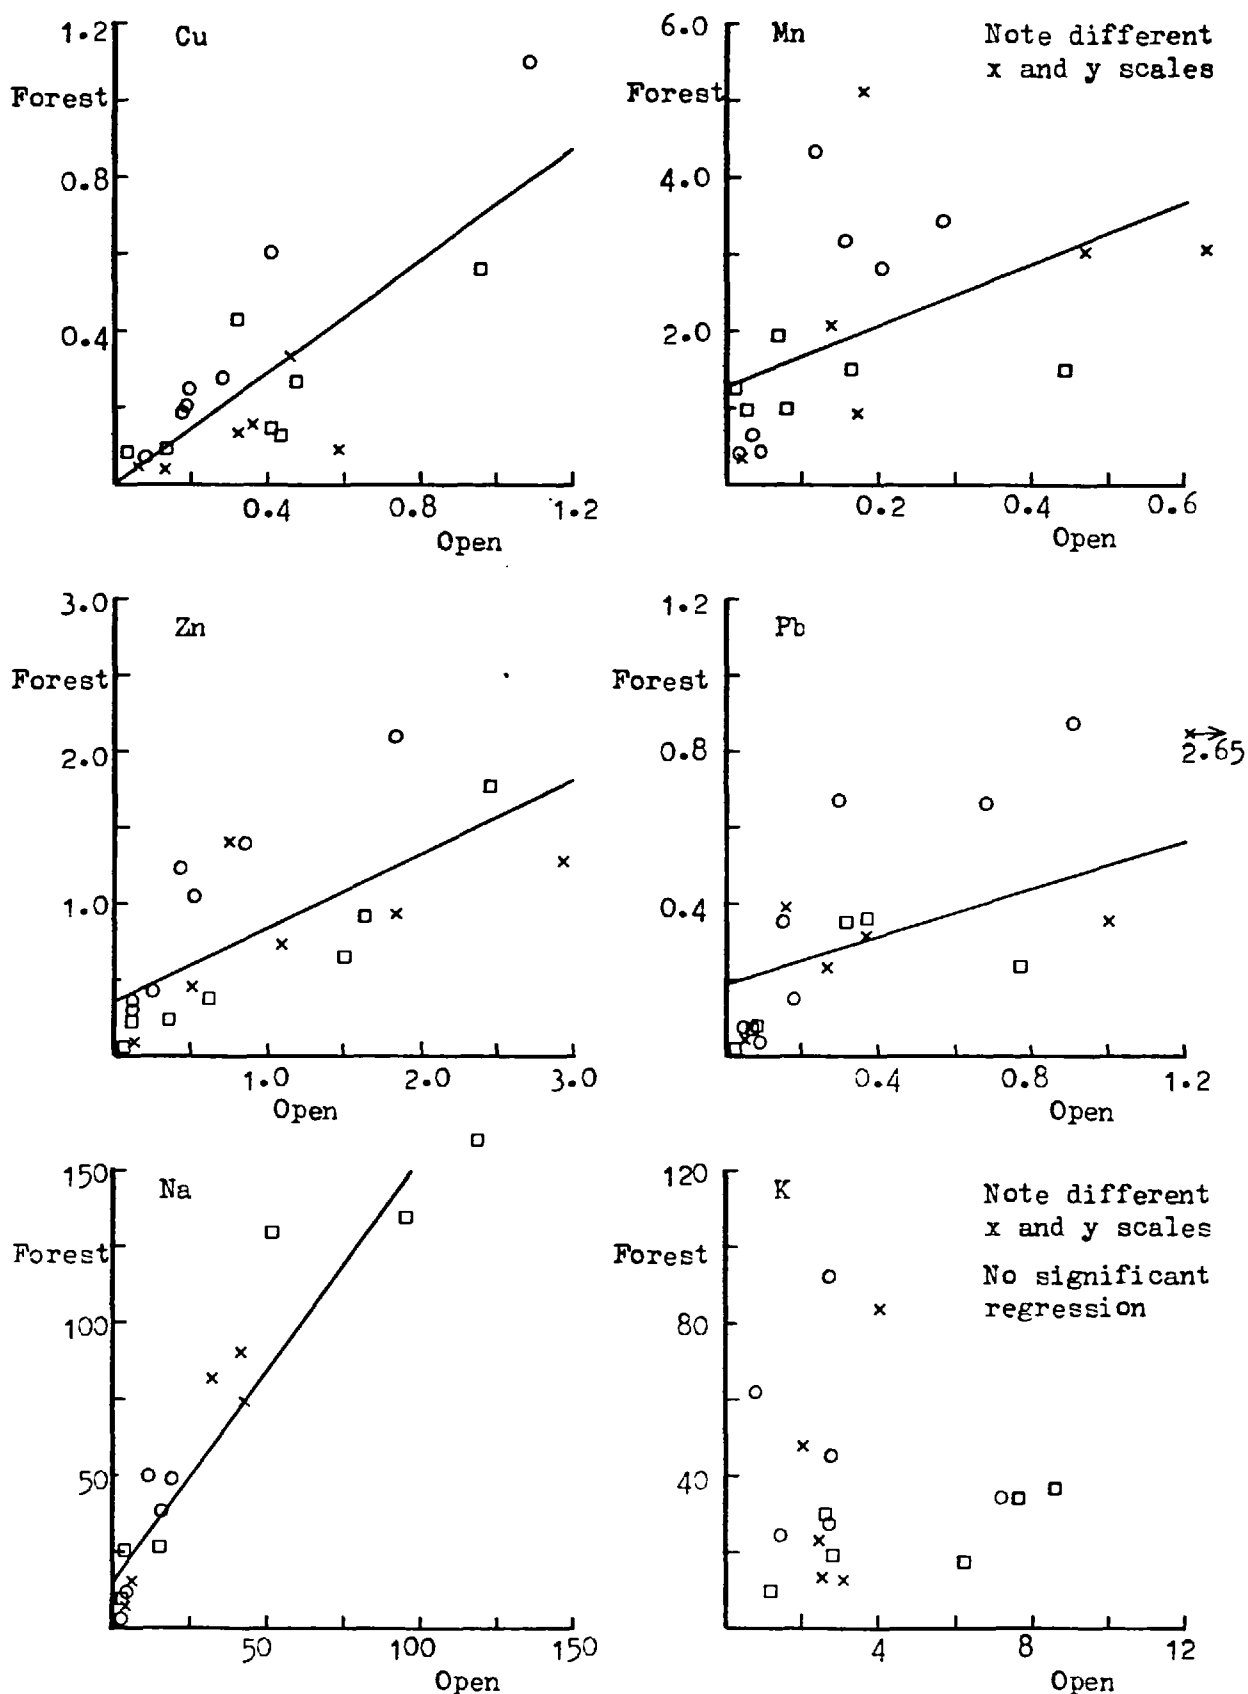 1.2
Cu
Forest
0.8
0.4
0.4 0.8 1.2
Open
6.0
Mn
Note different
x and y scales
Forest
4.0
2.0
0.2 0.4 0.6
Open
3.0
Zn
Forest
2.0
1.0
1.0 2.0 3.0
Open
1.2
Pb
Forest
0.8
2.65
0.4
0.4 0.8 1.2
Open
150
Na
Forest
100
50
50 100 150
Open
120
K
Note different
x and y scales
Forest
No significant
regression
80
40
4 8 12
Open